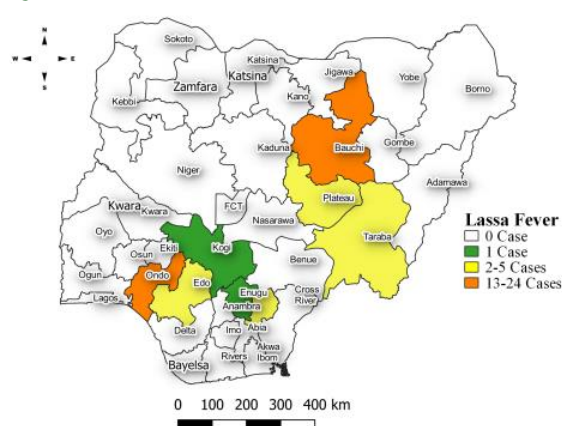 N
W E
S
Sokoto
Katsina
Jigawa
Zamfara Katsina
Yobe
Borno
Kebbi
Kano
Kaduna
Bauchi
Gombe
Niger
Adamawa
Plateau
Kwara
Kwara
FCT
Nasarawa
Lassa Fever
Oyo
Ekiti
Kogi
Taraba
0 Case
Osun
Benue
1 Case
Ogun
Ondo
Edo
2-5 Cases
Enugu
Cross
River
13-24 Cases
Lagos
Anambra
Delta
Imo
Abia
Bayelsa
Rivers
Akwa
Ibom
0 100 200 300 400 km